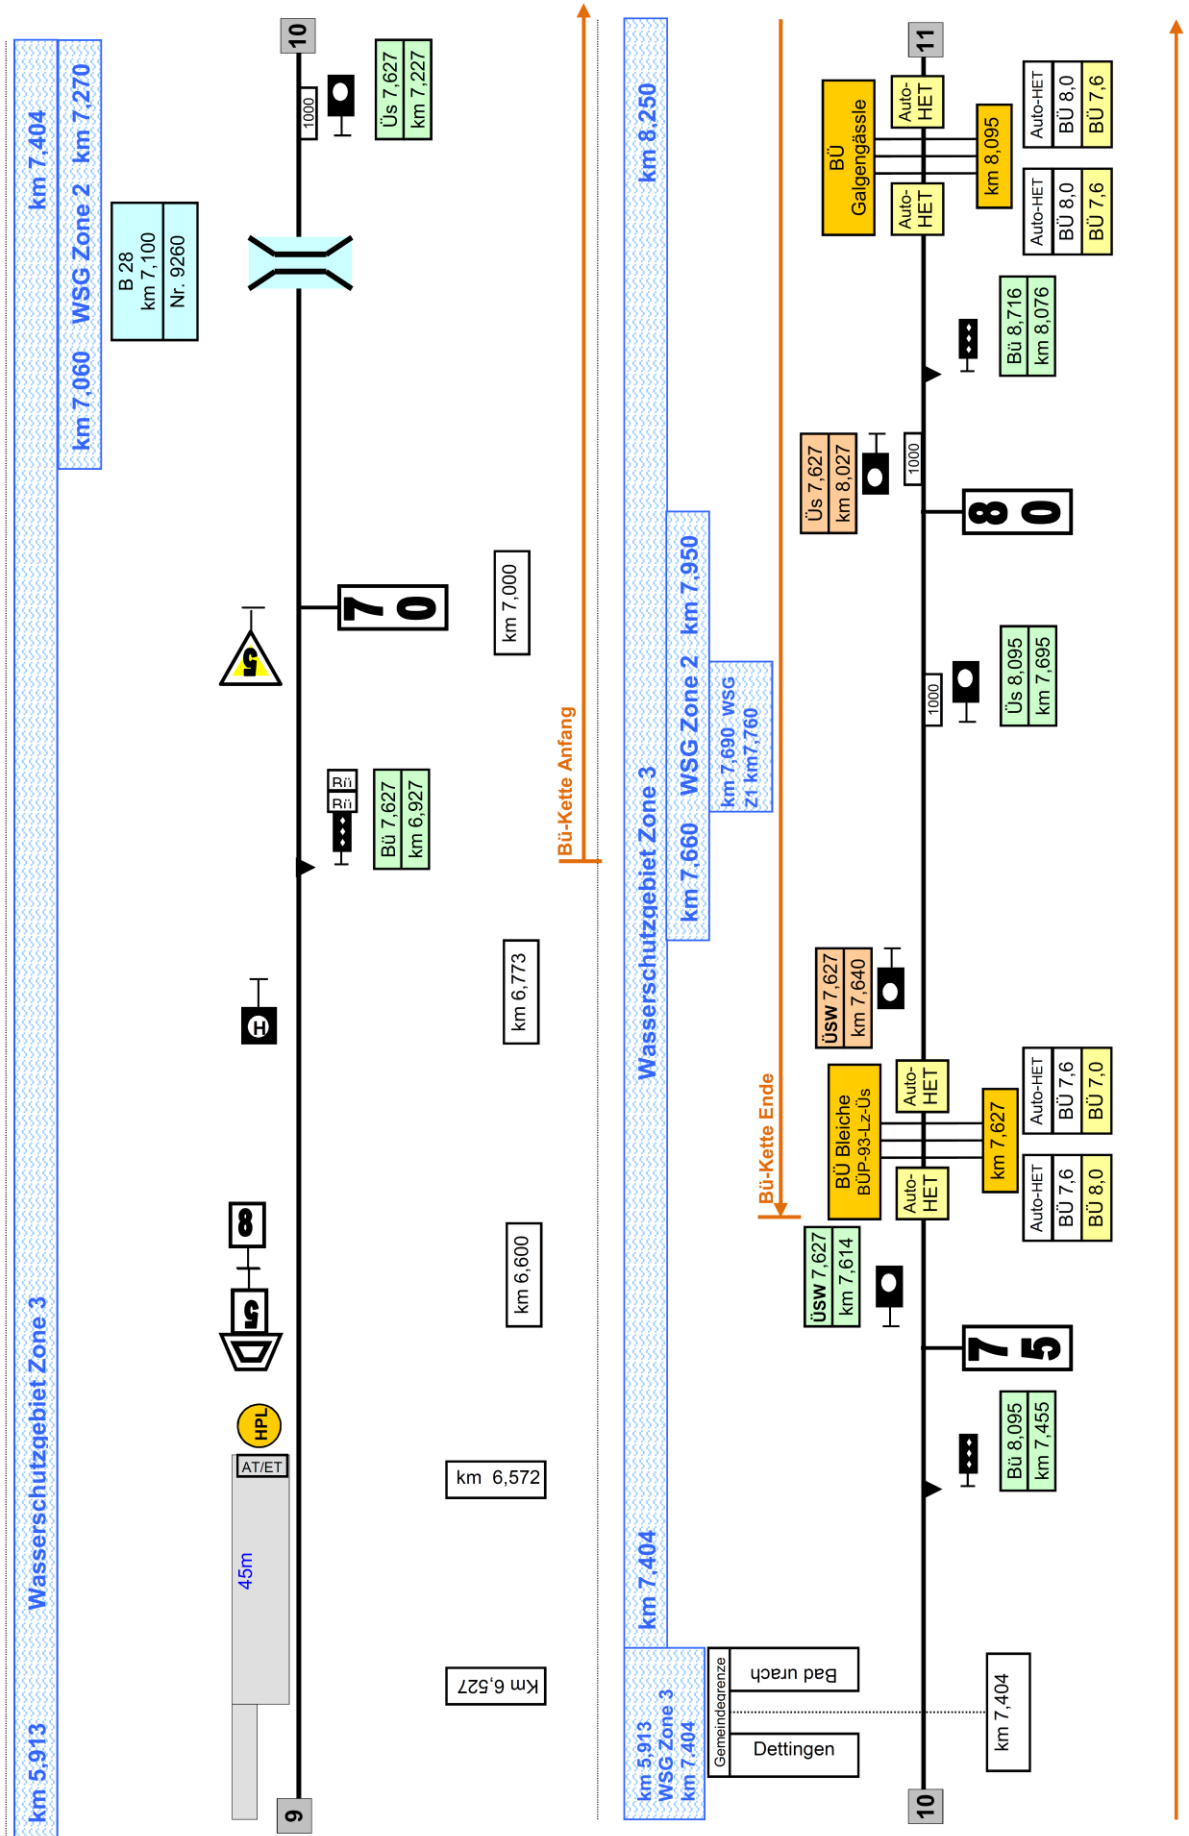 km 5,913 Wasserschutzgebiet Zone 3 km 7,404
km 7,060 WSG Zone 2 km 7,270
B 28
km 7,100
Nr. 9260
45m
AT/ET
HPL
5
8
H
5
9
10
1000
Üs 7,627
km 7,227
Bü
Bü
Bü 7,627
km 6,927
70
Km 6,527
km 6,572
km 6,600
km 6,773
km 7,000
Bü-Kette Anfang
km 5,913
WSG Zone 3
km 7.404
km 7,404 Wasserschutzgebiet Zone 3 km 8,250
km 7,660 WSG Zone 2 km 7,950
km 7,690 WSG
Z1 km7,760
Gemeindegrenze
Dettingen
Bad urach
Bü-Kette Ende
ÜSW 7,627
km 7,614
BÜ Bleiche
BÜP-93-Lz-Üs
ÜSW 7,627
km 7,640
Üs 7,627
km 8,027
BÜ
Galgengässle
10
Auto-
HET
Auto-
HET
1000
1000
Auto-
HET
Auto-
HET
11
km 7,404
Bü 8,095
km 7,455
75
km 7,627
Auto-HET
BÜ 7,6
BÜ 8,0
Auto-HET
BÜ 7,6
BÜ 7,0
Üs 8,095
km 7,695
80
Bü 8,716
km 8,076
km 8,095
Auto-HET
BÜ 8,0
BÜ 7,6
Auto-HET
BÜ 8,0
BÜ 7,6